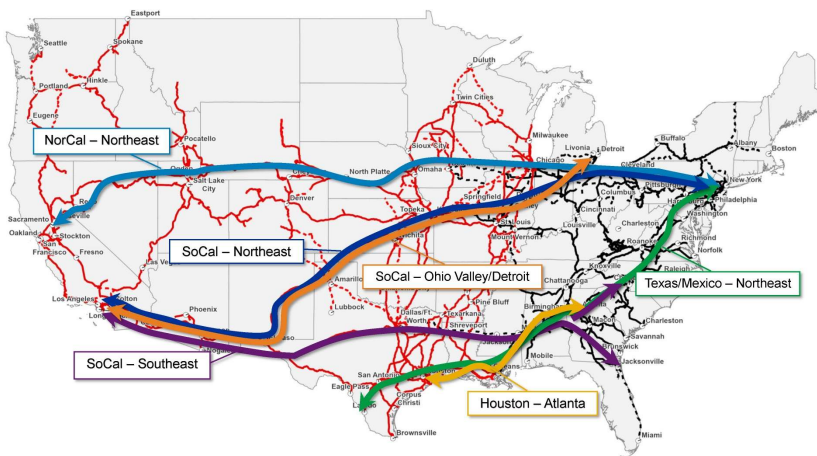 Eastport
Seattle
Spokane
Duluth
Portland
Hinkle
Twin Cities
Eugene
Buffalo
Albany
Milwaukee
Livonia
Detroit
Boston
NorCal – Northeast
Pocatello
Sioux City
Chicago
Cleveland
Ogden
North Platte
Omaha
New York
Salt Lake
City
Pittsburgh
Philadelphia
Columbus
Washington
Denver
Springfield
Cincinnati
Sacramento
Topeka
St. Louis
Charleston
Oakland
Stockton
Louisville
Richmond
San
Francisco
Fresno
SoCal – Northeast
Wichita
Mount Vernon
Roanoke
Norfolk
Las Vegas
SoCal – Ohio Valley/Detroit
Knoxville
Raleigh
Amarillo
Chattanooga
Texas/Mexico – Northeast
Los Angeles
Colton
Pine Bluff
Birmingham
Phoenix
Lubbock
Dallas/Ft.
Worth
Texarkana
Macon
Charleston
Shreveport
Savannah
Jackson
Brunswick
SoCal – Southeast
Mobile
Jacksonville
San Antonio
Eagle Pass
Houston – Atlanta
Laredo
Corpus
Christi
Brownsville
Miami